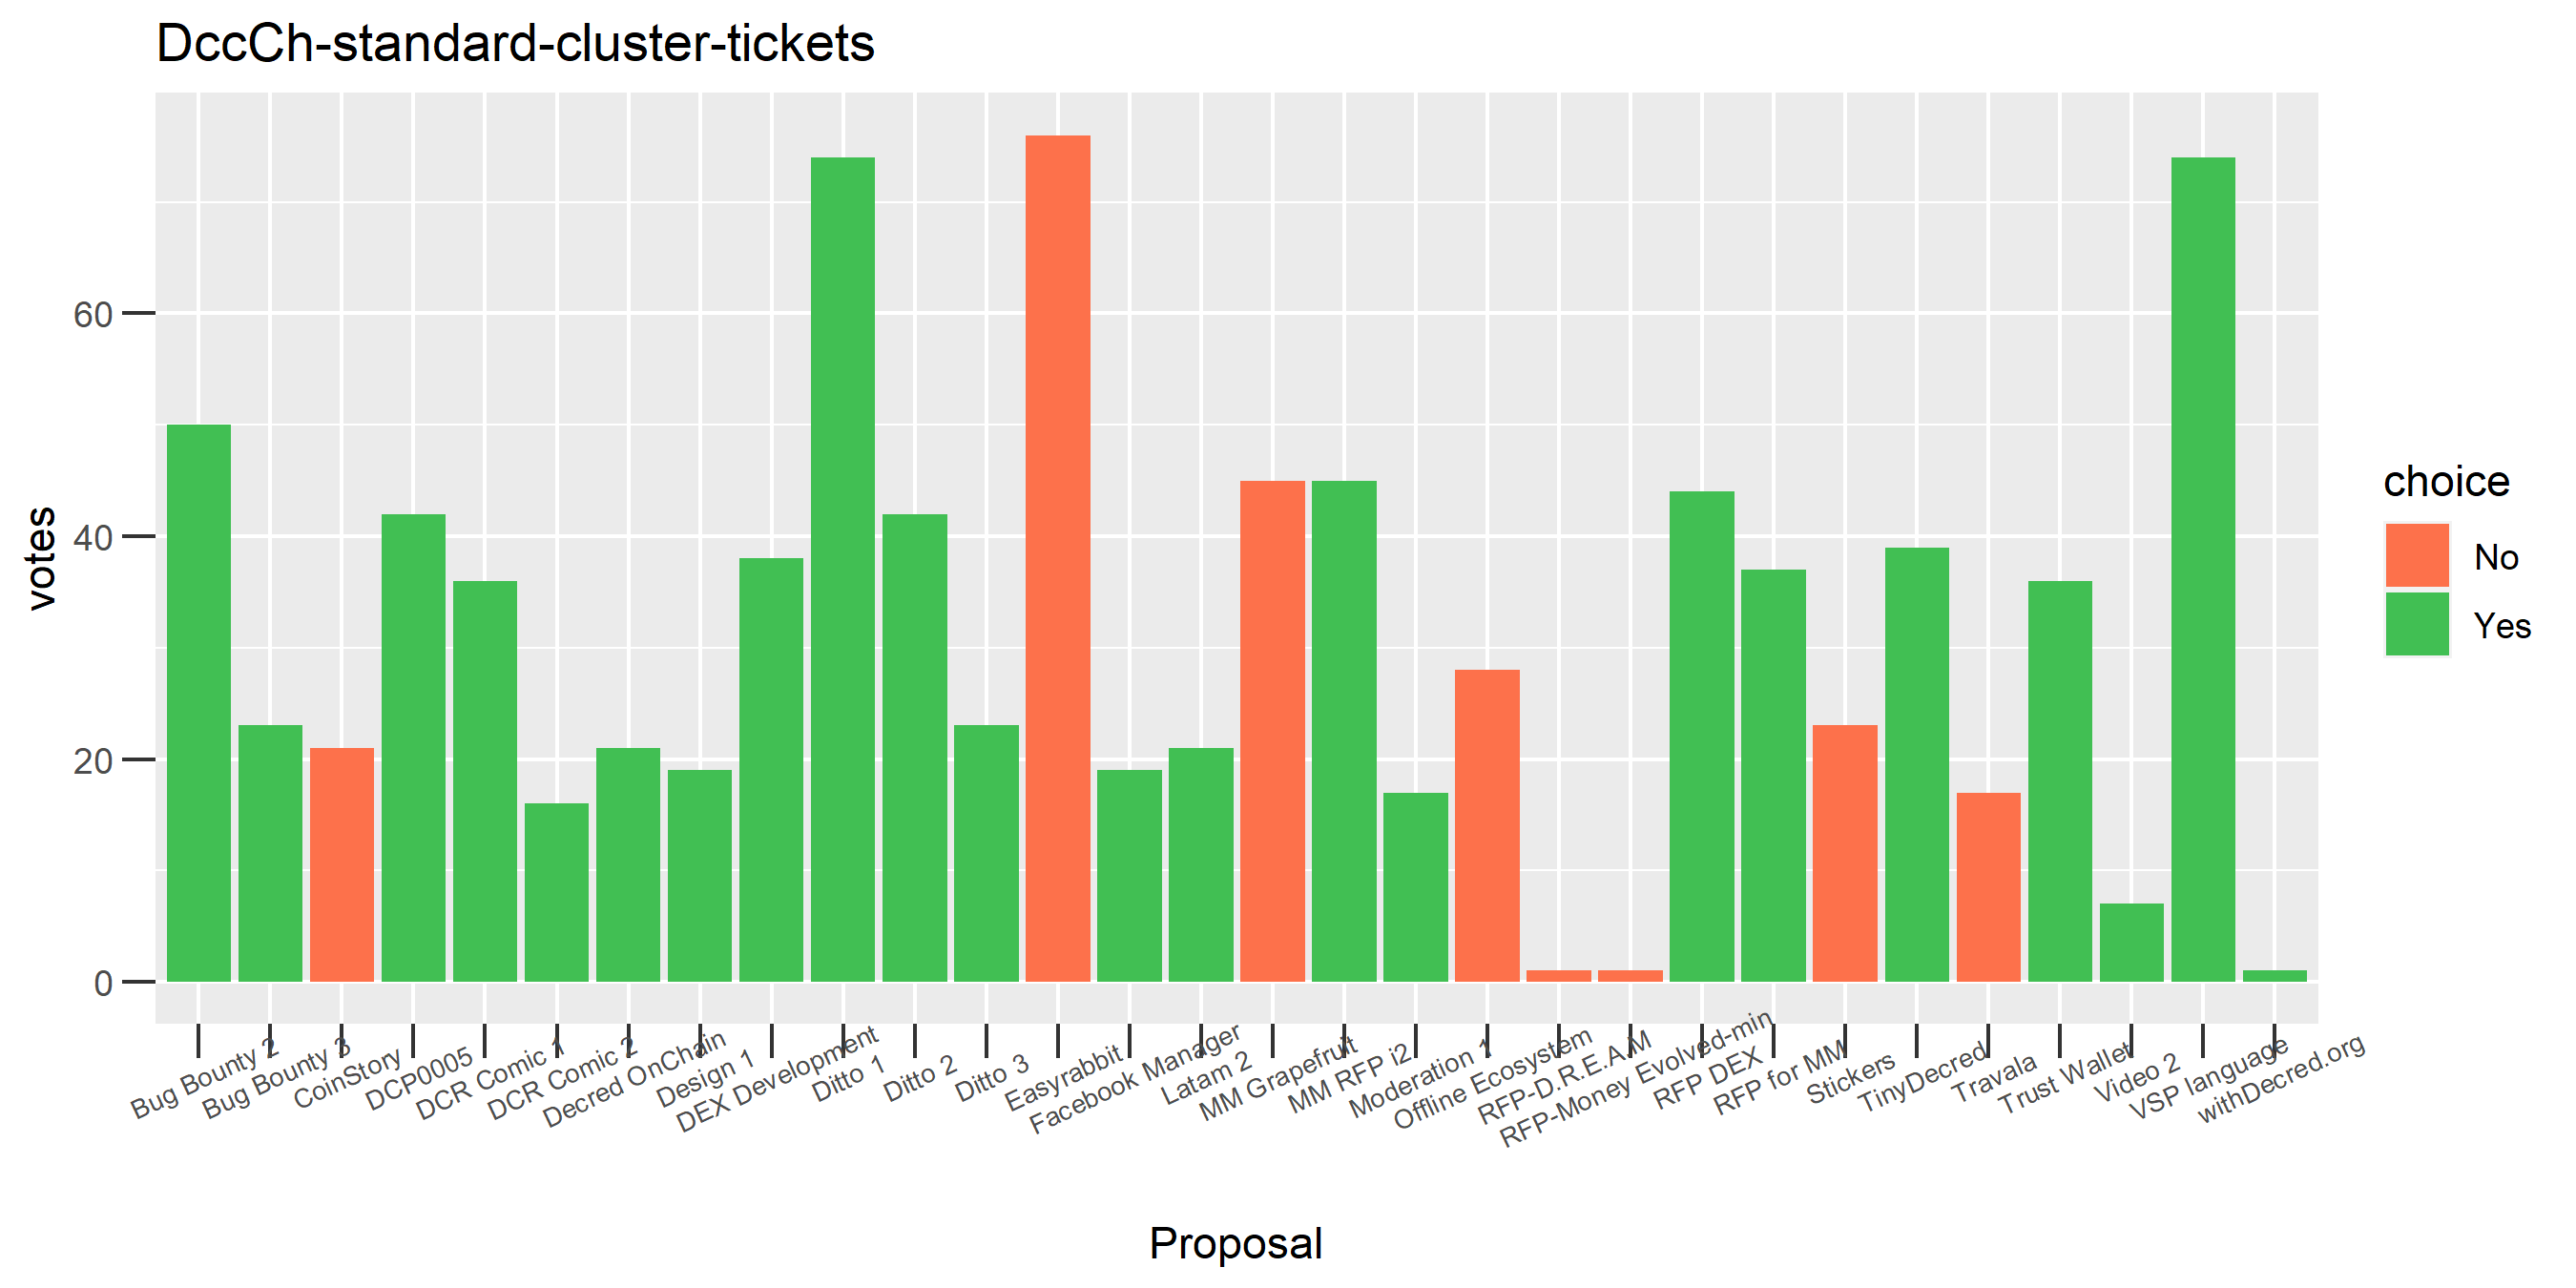 DccCh-standard-cluster-tickets
votes
60
40
20
0
Bug Bounty 2
Bug Bounty 3
CoinStory
DCP0005
DCR Comic 1
DCR Comic 2
Decred OnChain
Design 1
DEX Development
Ditto 1
Ditto 2
Ditto 3
Easyrabbit
Facebook Manager
Latam 2
MM Grapefruit
MM RFP i2
Moderation 1
Offline Ecosystem
RFP-D.R.E.A.M
RFP-Money Evolved-min
RFP DEX
RFP for MM
Stickers
TinyDecred
Travala
Trust Wallet
Video 2
VSP language
withDecred.org
Proposal
choice
No
Yes